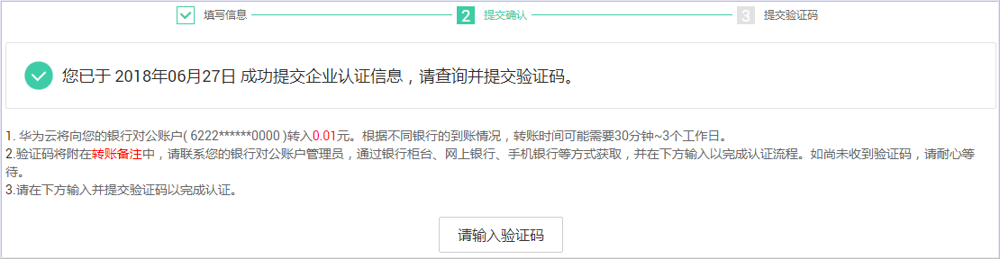 填写信息
2 提交确认
3 提交验证码
您已于 2018年06月27日 成功提交企业认证信息，请查询并提交验证码。
1. 华为云将向您的银行对公账户( 6222******0000 )转入0.01元。根据不同银行的到账情况，转账时间可能需要30分钟~3个工作日。
2.验证码将附在转账备注中，请联系您的银行对公账户管理员，通过银行柜台、网上银行、手机银行等方式获取，并在下方输入以完成认证流程。如尚未收到验证码，请耐心等
待。
3.请在下方输入并提交验证码以完成认证。
请输入验证码